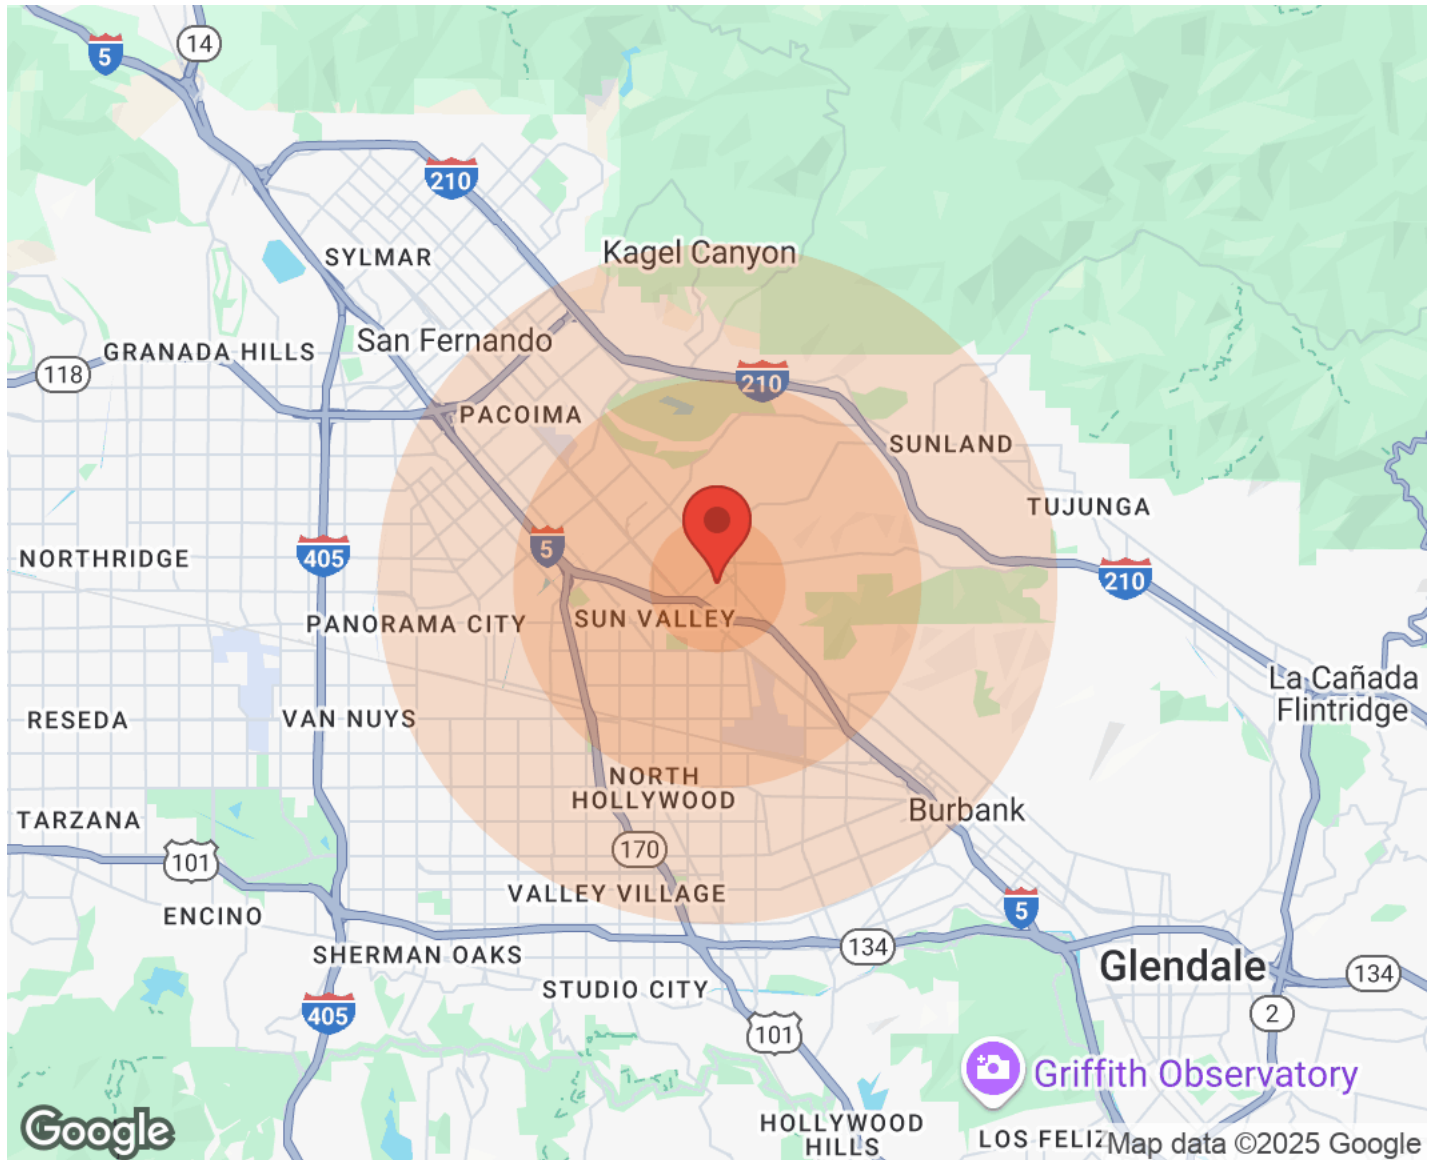 5
14
210
SYLMAR
Kagel Canyon
San Fernando
GRANADA HILLS
118
210
PACOIMA
SUNLAND
TUJUNGA
NORTHRIDGE
405
5
210
PANORAMA CITY
SUN VALLEY
La Cañada
Flintridge
RESEDA
VAN NUYS
NORTH
HOLLYWOOD
Burbank
TARZANA
101
170
VALLEY VILLAGE
5
ENCINO
134
SHERMAN OAKS
Glendale
134
STUDIO CITY
405
2
101
Griffith Observatory
HOLLYWOOD
HILLS
LOS FELIZ
Google
Map data ©2025 Google